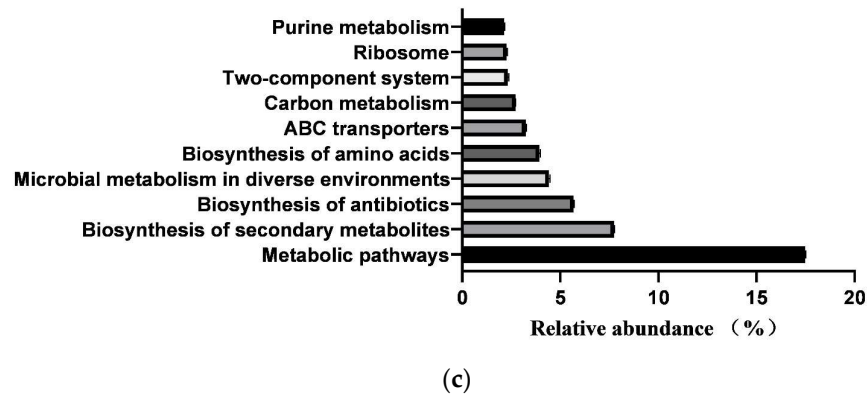 Purine metabolism
Ribosome
Two-component system
Carbon metabolism
ABC transporters
Biosynthesis of amino acids
Microbial metabolism in diverse environments
Biosynthesis of antibiotics
Biosynthesis of secondary metabolites
Metabolic pathways
0 5 10 15 20
Relative abundance （%）
(c)